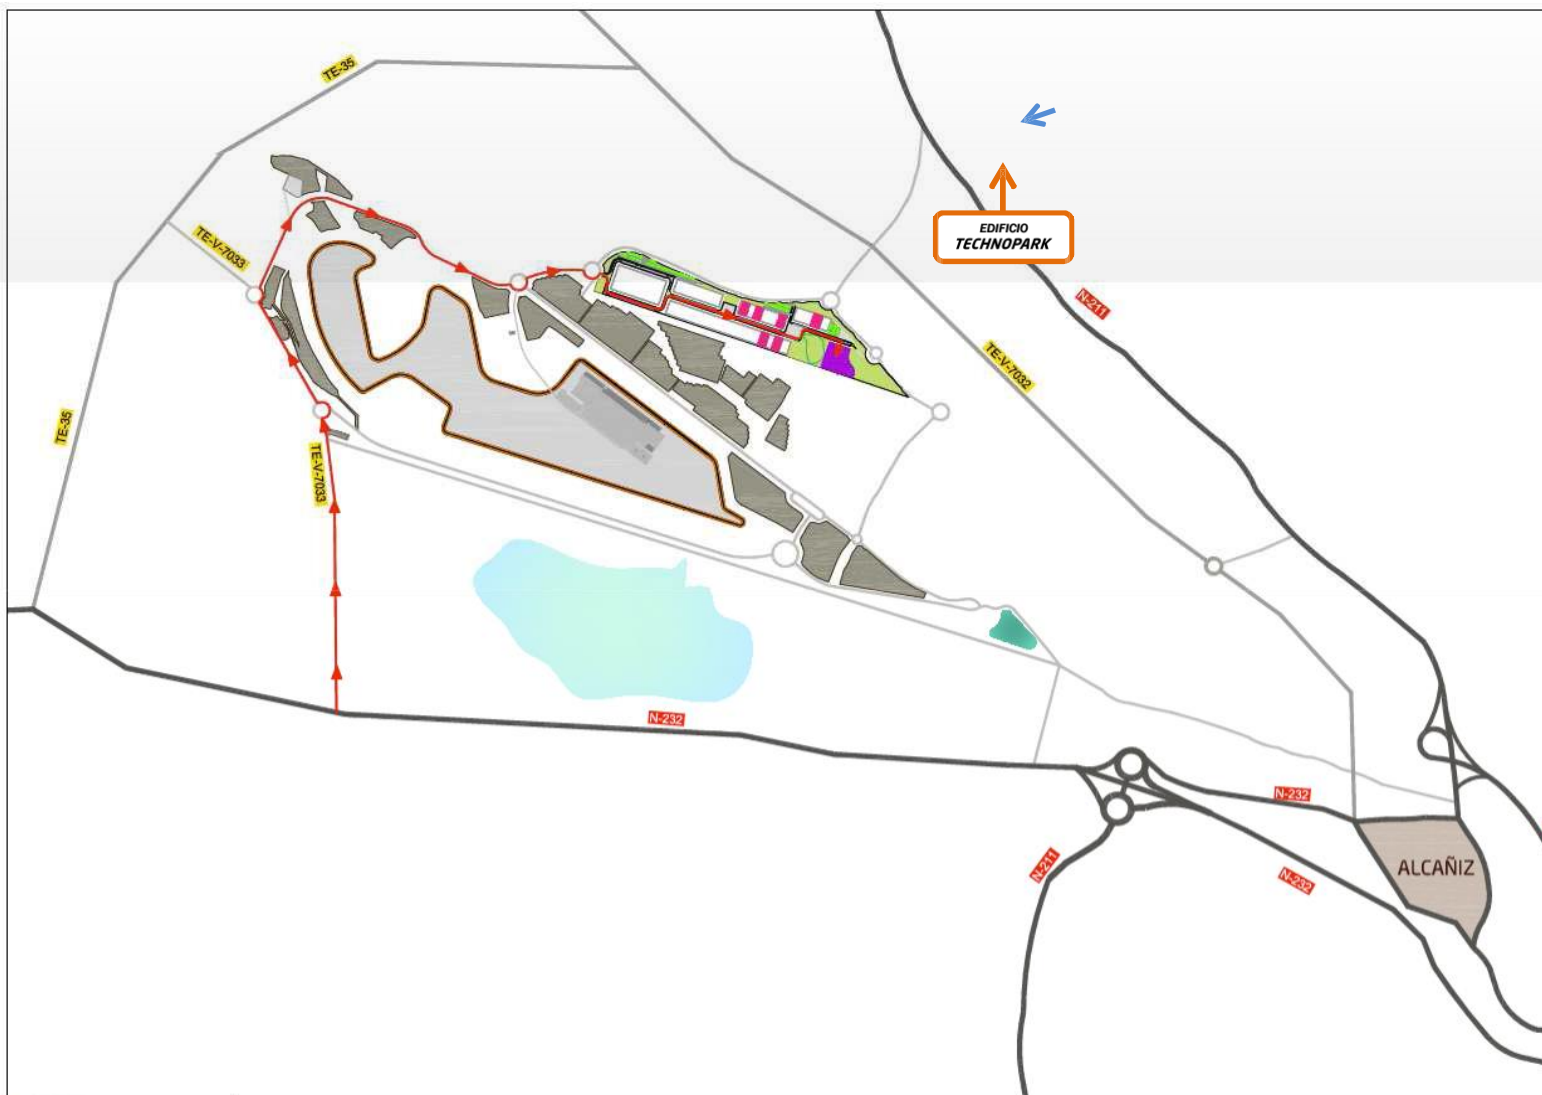 TE-35
EDIFICIO
TECHNOPARK
TE-V-7033
N-211
TE-V-7032
TE-35
TE-V-7033
N-232
N-232
N-211
ALCAÑIZ
N-232